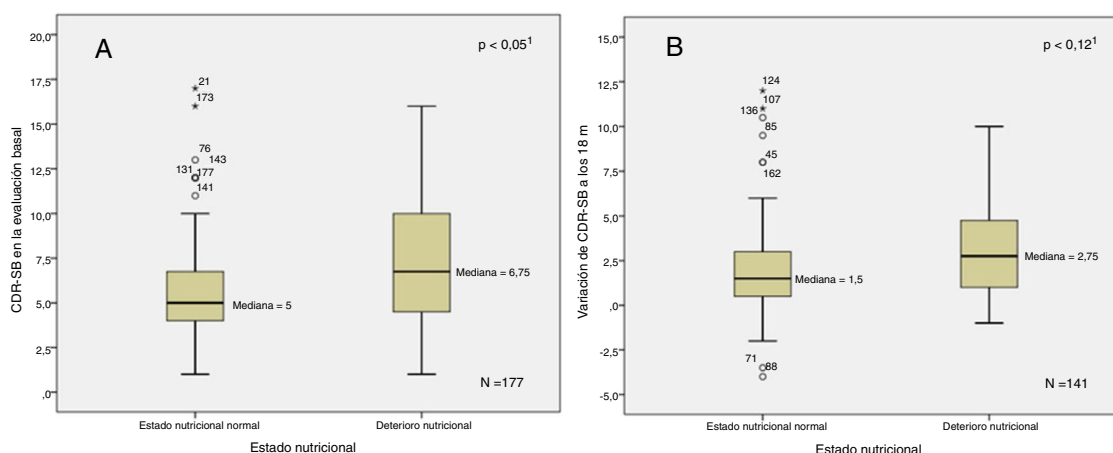 A
p < 0,05¹
CDR-SB en la evaluación basal
20,0
17,5
15,0
12,5
10,0
7,5
5,0
2,5
,0
21
173
76
143
131
177
141
Mediana = 5
Mediana = 6,75
N =177
Estado nutricional normal
Deterioro nutricional
Estado nutricional
B
p < 0,12¹
Variación de CDR-SB a los 18 m
15,0
12,5
10,0
7,5
5,0
2,5
,0
-2,5
-5,0
124
107
136
85
45
162
71
88
Mediana = 1,5
Mediana = 2,75
N =141
Estado nutricional normal
Deterioro nutricional
Estado nutricional